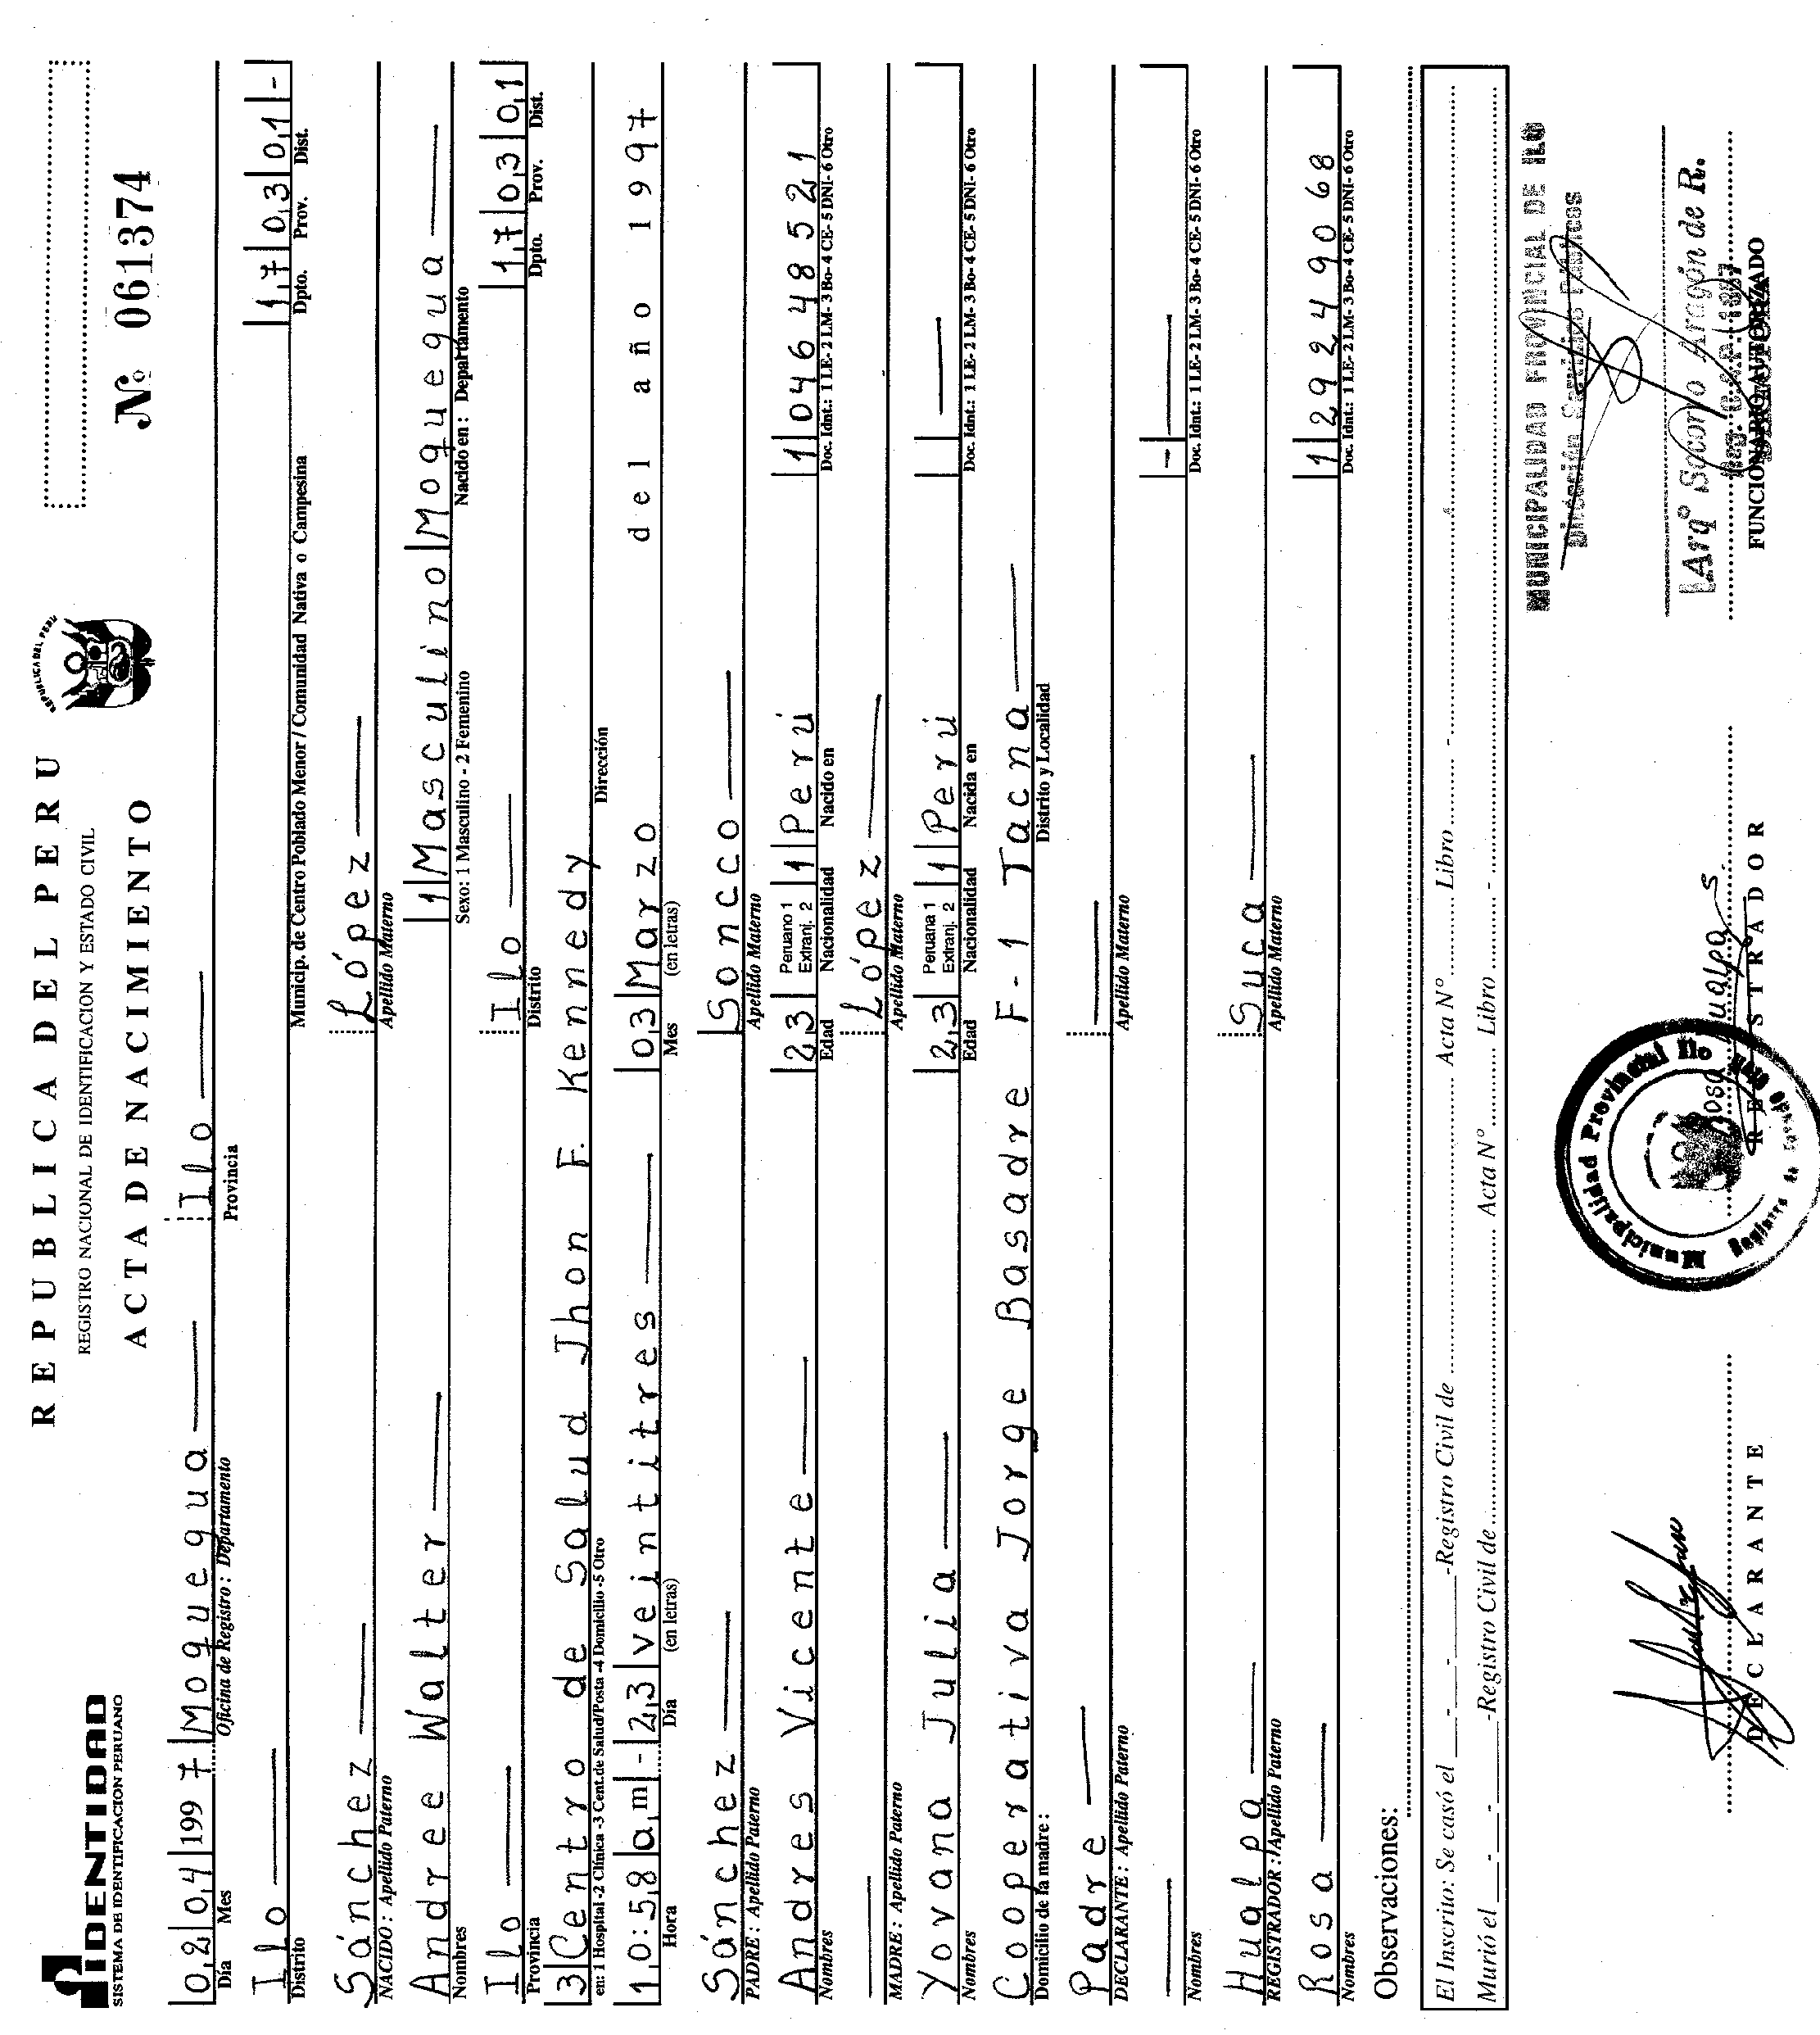 IDENTIDAD
SISTEMA DE IDENTIFICACION PERUANO
REPUBLICA DEL PERU
REGISTRO NACIONAL DE IDENTIFICACION Y ESTADO CIVIL
ACTA DE NACIMIENTO
REPUBLICA DEL PERU
Nº 061374
02 04 1997 Moquegua Ilo
Día Mes Oficina de Registro : Departamento Provincia
Ilo 17 03 01 -
Distrito Municip. de Centro Poblado Menor / Comunidad Nativa o Campesina Dpto. Prov. Dist.
Sánchez López
NACIDO : Apellido Paterno Apellido Materno
Andree Walter 1 Masculino Moquegua
Nombres Sexo: 1 Masculino - 2 Femenino Nacido en : Departamento
Ilo Ilo 17 03 01
Provincia Distrito Dpto. Prov. Dist.
3 Centro de Salud Jhon F. Kennedy
en: 1 Hospital -2 Clínica -3 Cent.de Salud/Posta -4 Domicilio -5 Otro Dirección
10:58 a,m - 23 veintitres 03 Marzo del año 1997
Hora Día (en letras) Mes (en letras)
Sánchez Soncco
PADRE : Apellido Paterno Apellido Materno
Andres Vicente 23 Peruano 1 Extranj. 2 1 Perú 1 04648521
Nombres Edad Nacionalidad Nacido en Doc. Idnt.: 1 LE- 2 LM- 3 Bo- 4 CE- 5 DNI- 6 Otro
López
MADRE : Apellido Paterno Apellido Materno
Yovana Julia 23 Peruana 1 Extranj. 2 1 Perú
Nombres Edad Nacionalidad Nacida en Doc. Idnt.: 1 LE- 2 LM- 3 Bo- 4 CE- 5 DNI- 6 Otro
Cooperativa Jorge Basadre F-1 Tacna
Domicilio de la madre : Distrito y Localidad
Padre
DECLARANTE : Apellido Paterno Apellido Materno
-
Nombres Doc. Idnt.: 1 LE- 2 LM- 3 Bo- 4 CE- 5 DNI- 6 Otro
Hualpa Suca
REGISTRADOR : Apellido Paterno Apellido Materno
Rosa 1 29249068
Nombres Doc. Idnt.: 1 LE- 2 LM- 3 Bo- 4 CE- 5 DNI- 6 Otro
Observaciones:
El Inscrito: Se casó el - - -Registro Civil de Acta Nº Libro -
Murió el - - -Registro Civil de Acta Nº Libro -
MUNICIPALIDAD PROVINCIAL DE ILO
Dirección Servicios Públicos
Municipalidad Provincial Ilo
Rosa Hualpa S.
Arqº Socorro Aragón de R.
Reg. C.A.P. 1887
DECLARANTE REGISTRADOR FUNCIONARIO AUTORIZADO